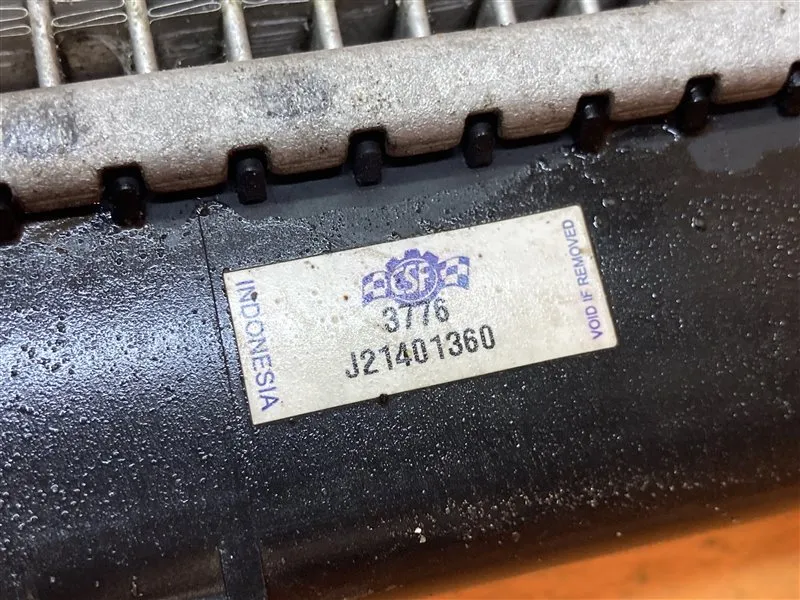 INDONESIA
CSF
3776
J21401360
VOID IF REMOVED